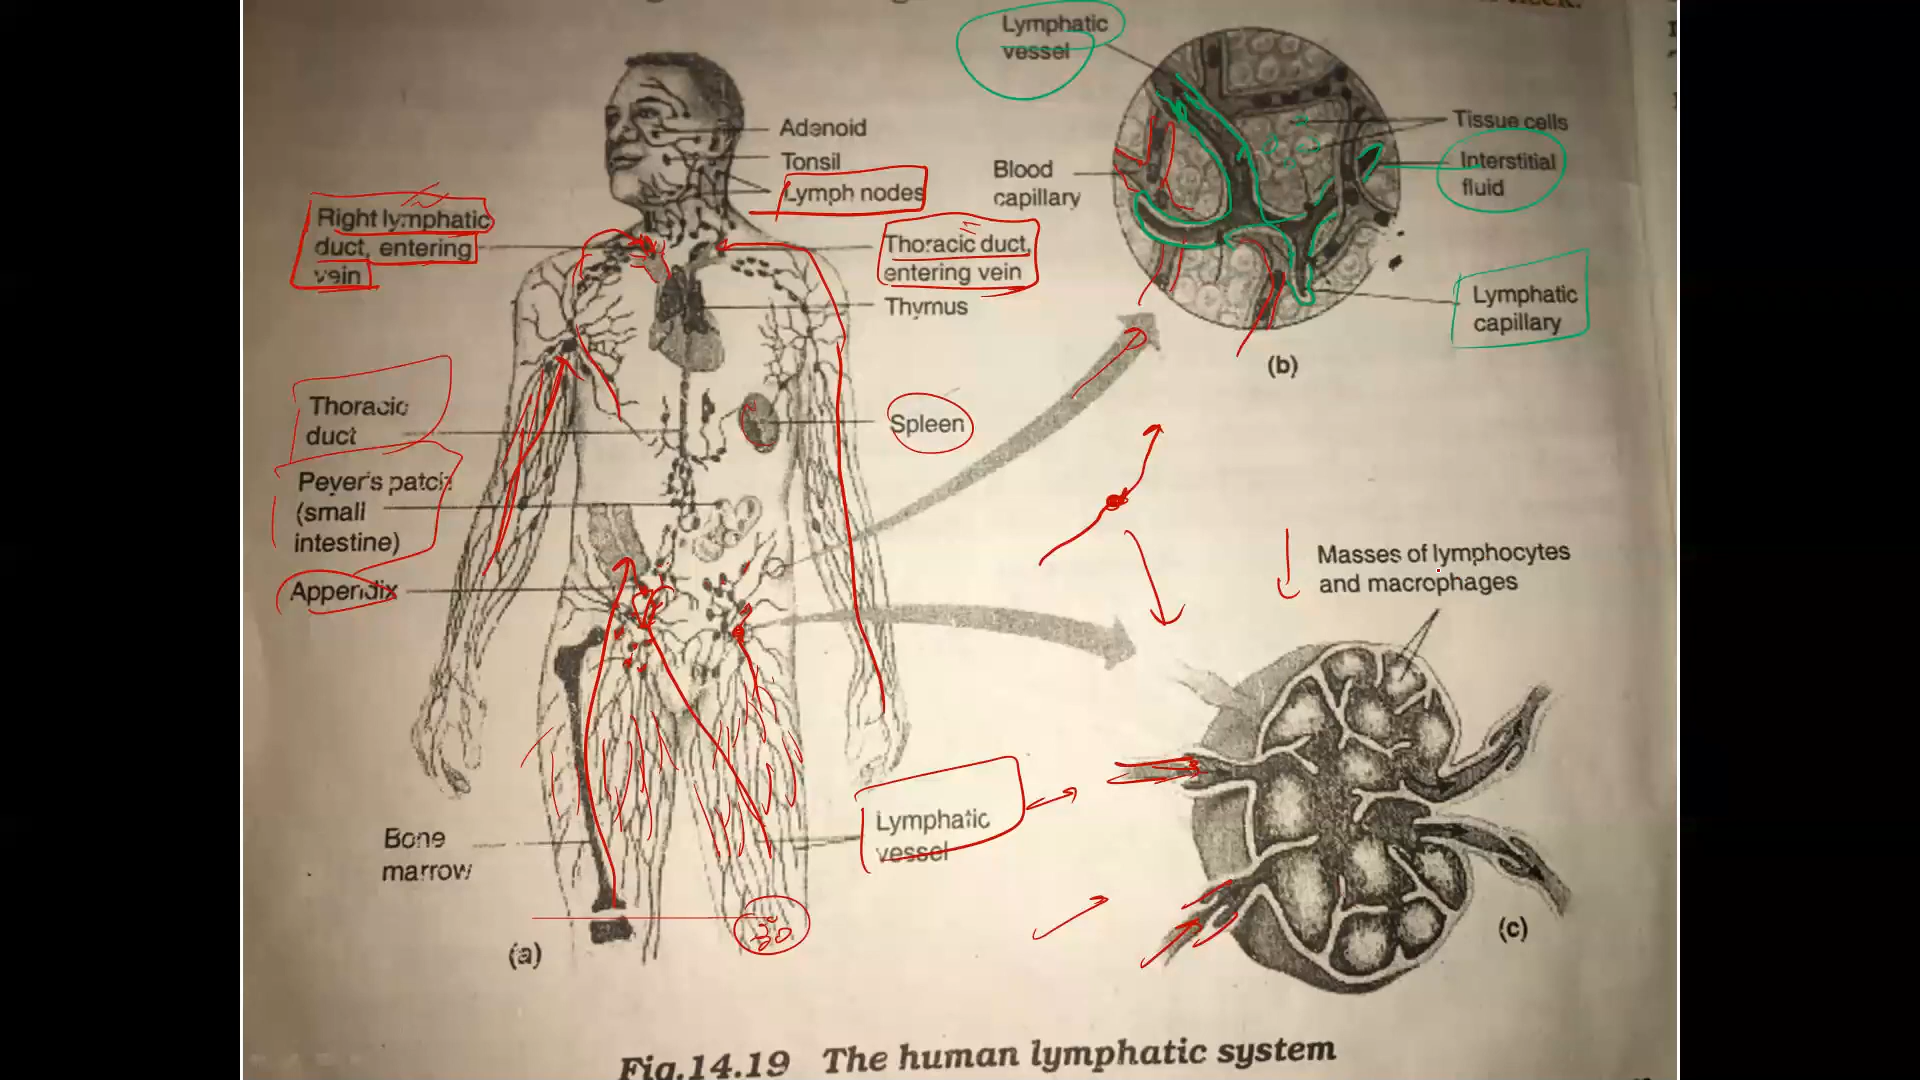 Lymphatic
vessel
Adenoid
Tonsil
Lymph nodes
Right lymphatic
duct, entering
vein
Thoracic duct,
entering vein
Thymus
Thoracic
duct
Spleen
Peyer's patch
(small
intestine)
Appendix
Bone
marrow
Lymphatic
vessel
(a)
Blood
capillary
Tissue cells
Interstitial
fluid
Lymphatic
capillary
(b)
Masses of lymphocytes
and macrophages
(c)
Fig.14.19 The human lymphatic system